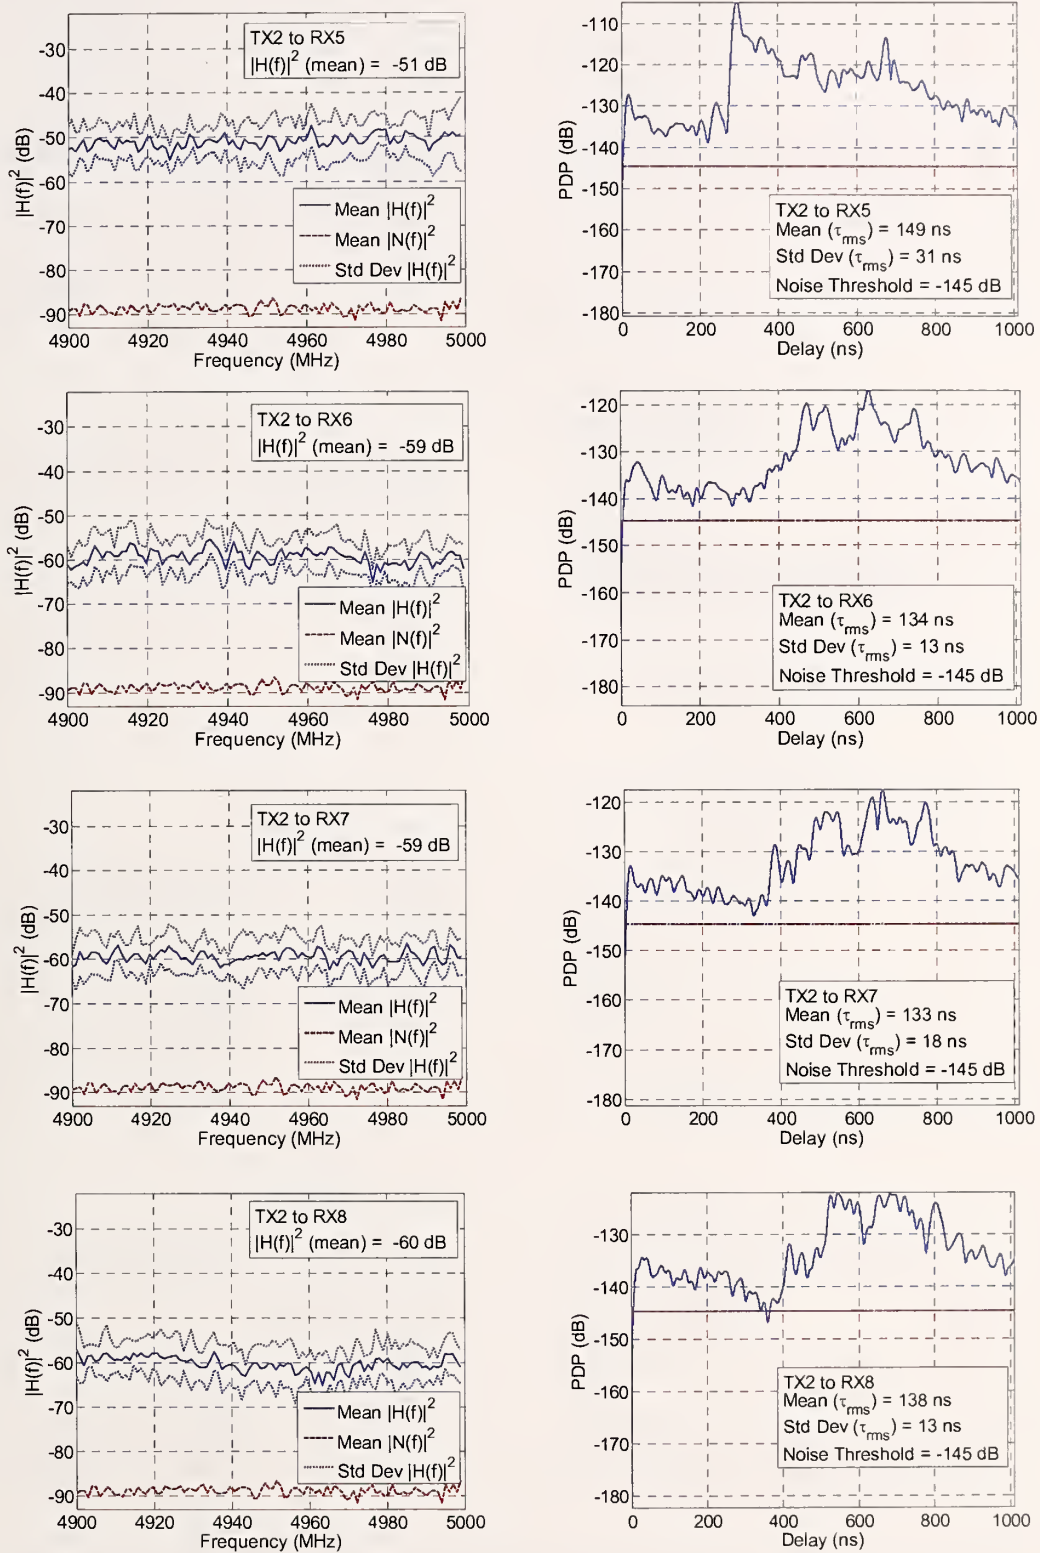 TX2 to RX5
|H(f)|² (mean) = -51 dB
-30
-40
-50
-60
-70
-80
-90
|H(f)|² (dB)
Mean |H(f)|²
Mean |N(f)|²
Std Dev |H(f)|²
4900 4920 4940 4960 4980 5000
Frequency (MHz)
-110
-120
-130
-140
-150
-160
-170
-180
PDP (dB)
TX2 to RX5
Mean (τrms) = 149 ns
Std Dev (τrms) = 31 ns
Noise Threshold = -145 dB
0 200 400 600 800 1000
Delay (ns)
TX2 to RX6
|H(f)|² (mean) = -59 dB
-30
-40
-50
-60
-70
-80
-90
|H(f)|² (dB)
Mean |H(f)|²
Mean |N(f)|²
Std Dev |H(f)|²
4900 4920 4940 4960 4980 5000
Frequency (MHz)
-120
-130
-140
-150
-160
-170
-180
PDP (dB)
TX2 to RX6
Mean (τrms) = 134 ns
Std Dev (τrms) = 13 ns
Noise Threshold = -145 dB
0 200 400 600 800 1000
Delay (ns)
TX2 to RX7
|H(f)|² (mean) = -59 dB
-30
-40
-50
-60
-70
-80
-90
|H(f)|² (dB)
Mean |H(f)|²
Mean |N(f)|²
Std Dev |H(f)|²
4900 4920 4940 4960 4980 5000
Frequency (MHz)
-120
-130
-140
-150
-160
-170
-180
PDP (dB)
TX2 to RX7
Mean (τrms) = 133 ns
Std Dev (τrms) = 18 ns
Noise Threshold = -145 dB
0 200 400 600 800 1000
Delay (ns)
TX2 to RX8
|H(f)|² (mean) = -60 dB
-30
-40
-50
-60
-70
-80
-90
|H(f)|² (dB)
Mean |H(f)|²
Mean |N(f)|²
Std Dev |H(f)|²
4900 4920 4940 4960 4980 5000
Frequency (MHz)
-130
-140
-150
-160
-170
-180
PDP (dB)
TX2 to RX8
Mean (τrms) = 138 ns
Std Dev (τrms) = 13 ns
Noise Threshold = -145 dB
0 200 400 600 800 1000
Delay (ns)